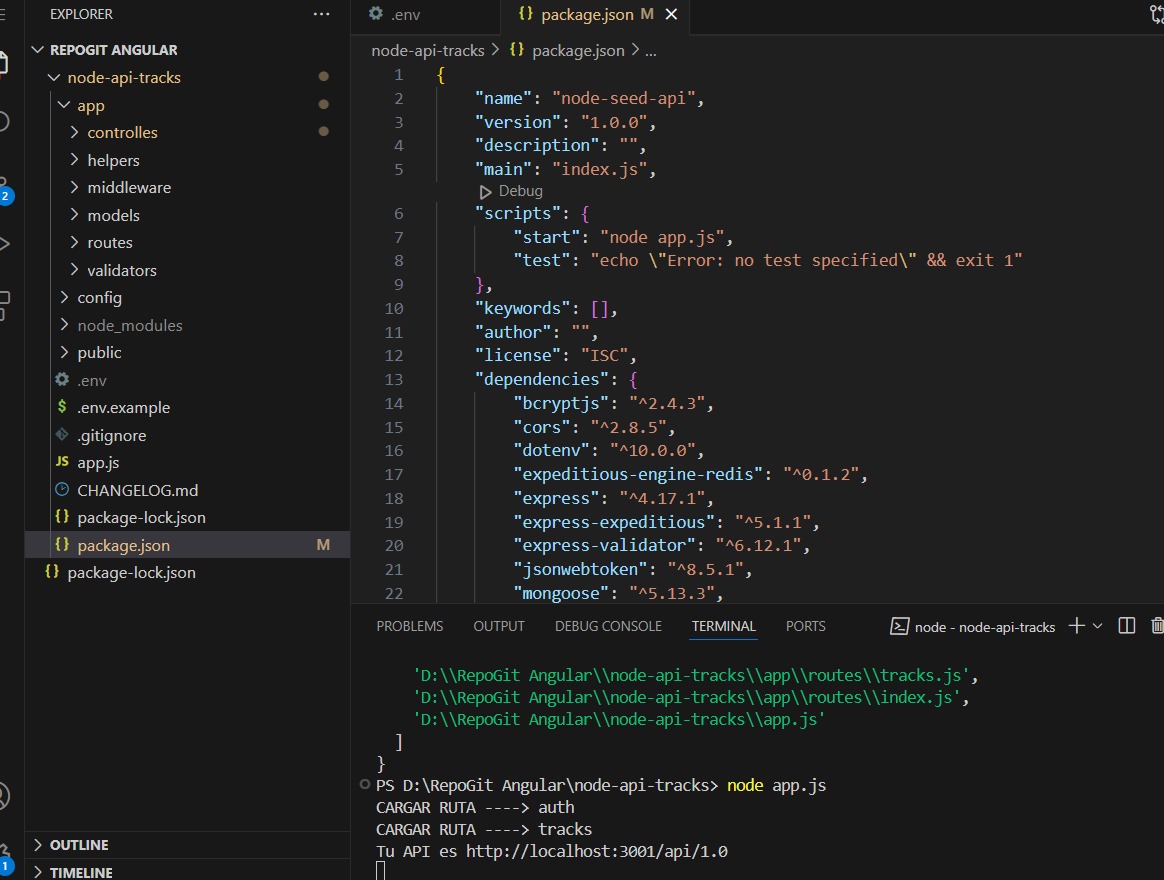 EXPLORER
...
REPOGIT ANGULAR
node-api-tracks
app
controlles
helpers
middleware
models
routes
validators
config
node_modules
public
.env
$ .env.example
.gitignore
JS app.js
CHANGELOG.md
{} package-lock.json
{} package.json M
{} package-lock.json
OUTLINE
TIMELINE
2
1
.env
{} package.json M
node-api-tracks > {} package.json > ...
1 {
2 "name": "node-seed-api",
3 "version": "1.0.0",
4 "description": "",
5 "main": "index.js",
Debug
6 "scripts": {
7 "start": "node app.js",
8 "test": "echo \"Error: no test specified\" && exit 1"
9 },
10 "keywords": [],
11 "author": "",
12 "license": "ISC",
13 "dependencies": {
14 "bcryptjs": "^2.4.3",
15 "cors": "^2.8.5",
16 "dotenv": "^10.0.0",
17 "expeditious-engine-redis": "^0.1.2",
18 "express": "^4.17.1",
19 "express-expeditious": "^5.1.1",
20 "express-validator": "^6.12.1",
21 "jsonwebtoken": "^8.5.1",
22 "mongoose": "^5.13.3",
PROBLEMS OUTPUT DEBUG CONSOLE TERMINAL PORTS node - node-api-tracks
'D:\\RepoGit Angular\\node-api-tracks\\app\\routes\\tracks.js',
'D:\\RepoGit Angular\\node-api-tracks\\app\\routes\\index.js',
'D:\\RepoGit Angular\\node-api-tracks\\app.js'
]
}
PS D:\RepoGit Angular\node-api-tracks> node app.js
CARGAR RUTA ----> auth
CARGAR RUTA ----> tracks
Tu API es http://localhost:3001/api/1.0